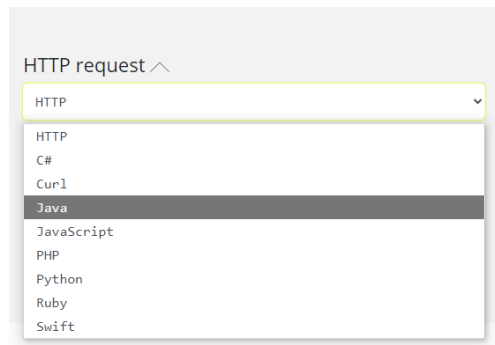 HTTP request
HTTP
HTTP
C#
Curl
Java
JavaScript
PHP
Python
Ruby
Swift